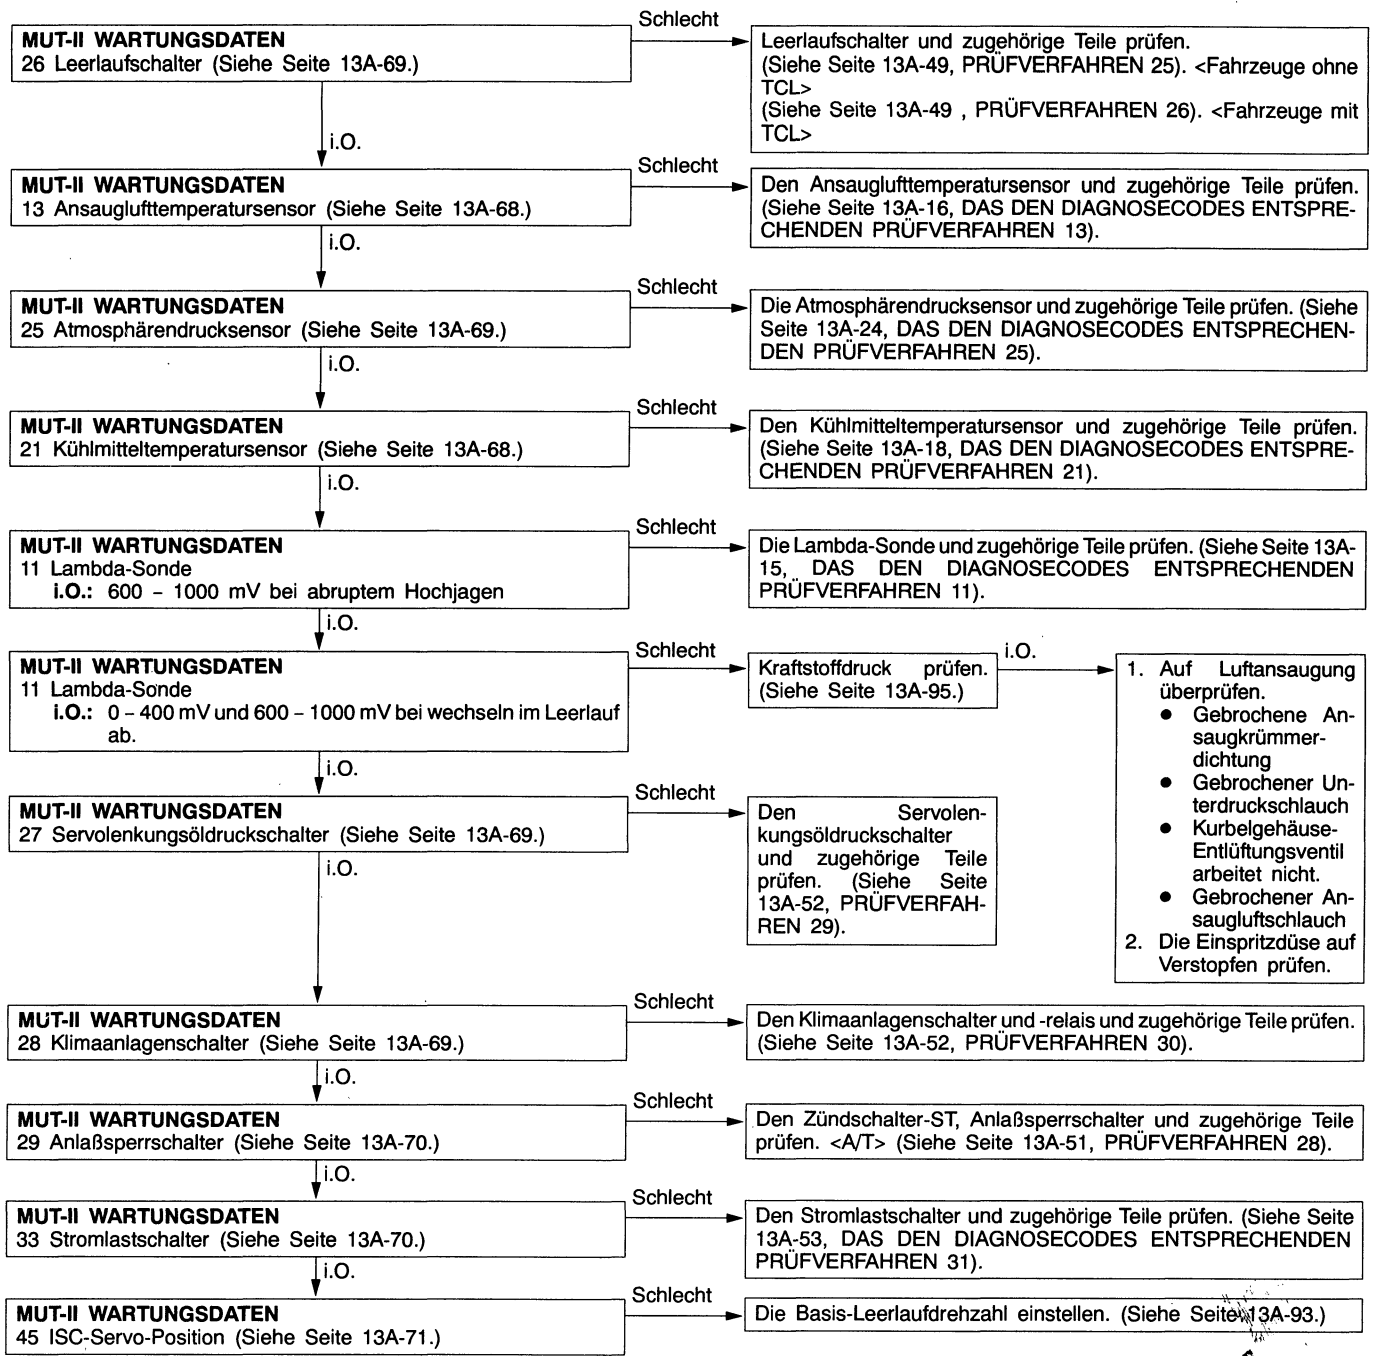 MUT-II WARTUNGSDATEN
26 Leerlaufschalter (Siehe Seite 13A-69.)
Schlecht
Leerlaufschalter und zugehörige Teile prüfen.
(Siehe Seite 13A-49, PRÜFVERFAHREN 25). <Fahrzeuge ohne
TCL>
(Siehe Seite 13A-49 , PRÜFVERFAHREN 26). <Fahrzeuge mit
TCL>
i.O.
MUT-II WARTUNGSDATEN
13 Ansauglufttemperatursensor (Siehe Seite 13A-68.)
Schlecht
Den Ansauglufttemperatursensor und zugehörige Teile prüfen.
(Siehe Seite 13A-16, DAS DEN DIAGNOSECODES ENTSPRE-
CHENDEN PRÜFVERFAHREN 13).
i.O.
MUT-II WARTUNGSDATEN
25 Atmosphärendrucksensor (Siehe Seite 13A-69.)
Schlecht
Die Atmosphärendrucksensor und zugehörige Teile prüfen. (Siehe
Seite 13A-24, DAS DEN DIAGNOSECODES ENTSPRECHEN-
DEN PRÜFVERFAHREN 25).
i.O.
MUT-II WARTUNGSDATEN
21 Kühlmitteltemperatursensor (Siehe Seite 13A-68.)
Schlecht
Den Kühlmitteltemperatursensor und zugehörige Teile prüfen.
(Siehe Seite 13A-18, DAS DEN DIAGNOSECODES ENTSPRE-
CHENDEN PRÜFVERFAHREN 21).
i.O.
MUT-II WARTUNGSDATEN
11 Lambda-Sonde
i.O.: 600 – 1000 mV bei abruptem Hochjagen
Schlecht
Die Lambda-Sonde und zugehörige Teile prüfen. (Siehe Seite 13A-
15, DAS DEN DIAGNOSECODES ENTSPRECHENDEN
PRÜFVERFAHREN 11).
i.O.
MUT-II WARTUNGSDATEN
11 Lambda-Sonde
i.O.: 0 – 400 mV und 600 – 1000 mV bei wechseln im Leerlauf
ab.
Schlecht
Kraftstoffdruck prüfen.
(Siehe Seite 13A-95.)
i.O.
1. Auf Luftansaugung
überprüfen.
● Gebrochene An-
saugkrümmer-
dichtung
● Gebrochener Un-
terdruckschlauch
● Kurbelgehäuse-
Entlüftungsventil
arbeitet nicht.
● Gebrochener An-
saugluftschlauch
2. Die Einspritzdüse auf
Verstopfen prüfen.
i.O.
MUT-II WARTUNGSDATEN
27 Servolenkungsöldruckschalter (Siehe Seite 13A-69.)
Schlecht
Den Servolen-
kungsöldruckschalter
und zugehörige Teile
prüfen. (Siehe Seite
13A-52, PRÜFVERFAH-
REN 29).
i.O.
MUT-II WARTUNGSDATEN
28 Klimaanlagenschalter (Siehe Seite 13A-69.)
Schlecht
Den Klimaanlagenschalter und -relais und zugehörige Teile prüfen.
(Siehe Seite 13A-52, PRÜFVERFAHREN 30).
i.O.
MUT-II WARTUNGSDATEN
29 Anlaßsperrschalter (Siehe Seite 13A-70.)
Schlecht
Den Zündschalter-ST, Anlaßsperrschalter und zugehörige Teile
prüfen. <A/T> (Siehe Seite 13A-51, PRÜFVERFAHREN 28).
i.O.
MUT-II WARTUNGSDATEN
33 Stromlastschalter (Siehe Seite 13A-70.)
Schlecht
Den Stromlastschalter und zugehörige Teile prüfen. (Siehe Seite
13A-53, DAS DEN DIAGNOSECODES ENTSPRECHENDEN
PRÜFVERFAHREN 31).
i.O.
MUT-II WARTUNGSDATEN
45 ISC-Servo-Position (Siehe Seite 13A-71.)
Schlecht
Die Basis-Leerlaufdrehzahl einstellen. (Siehe Seite 13A-93.)